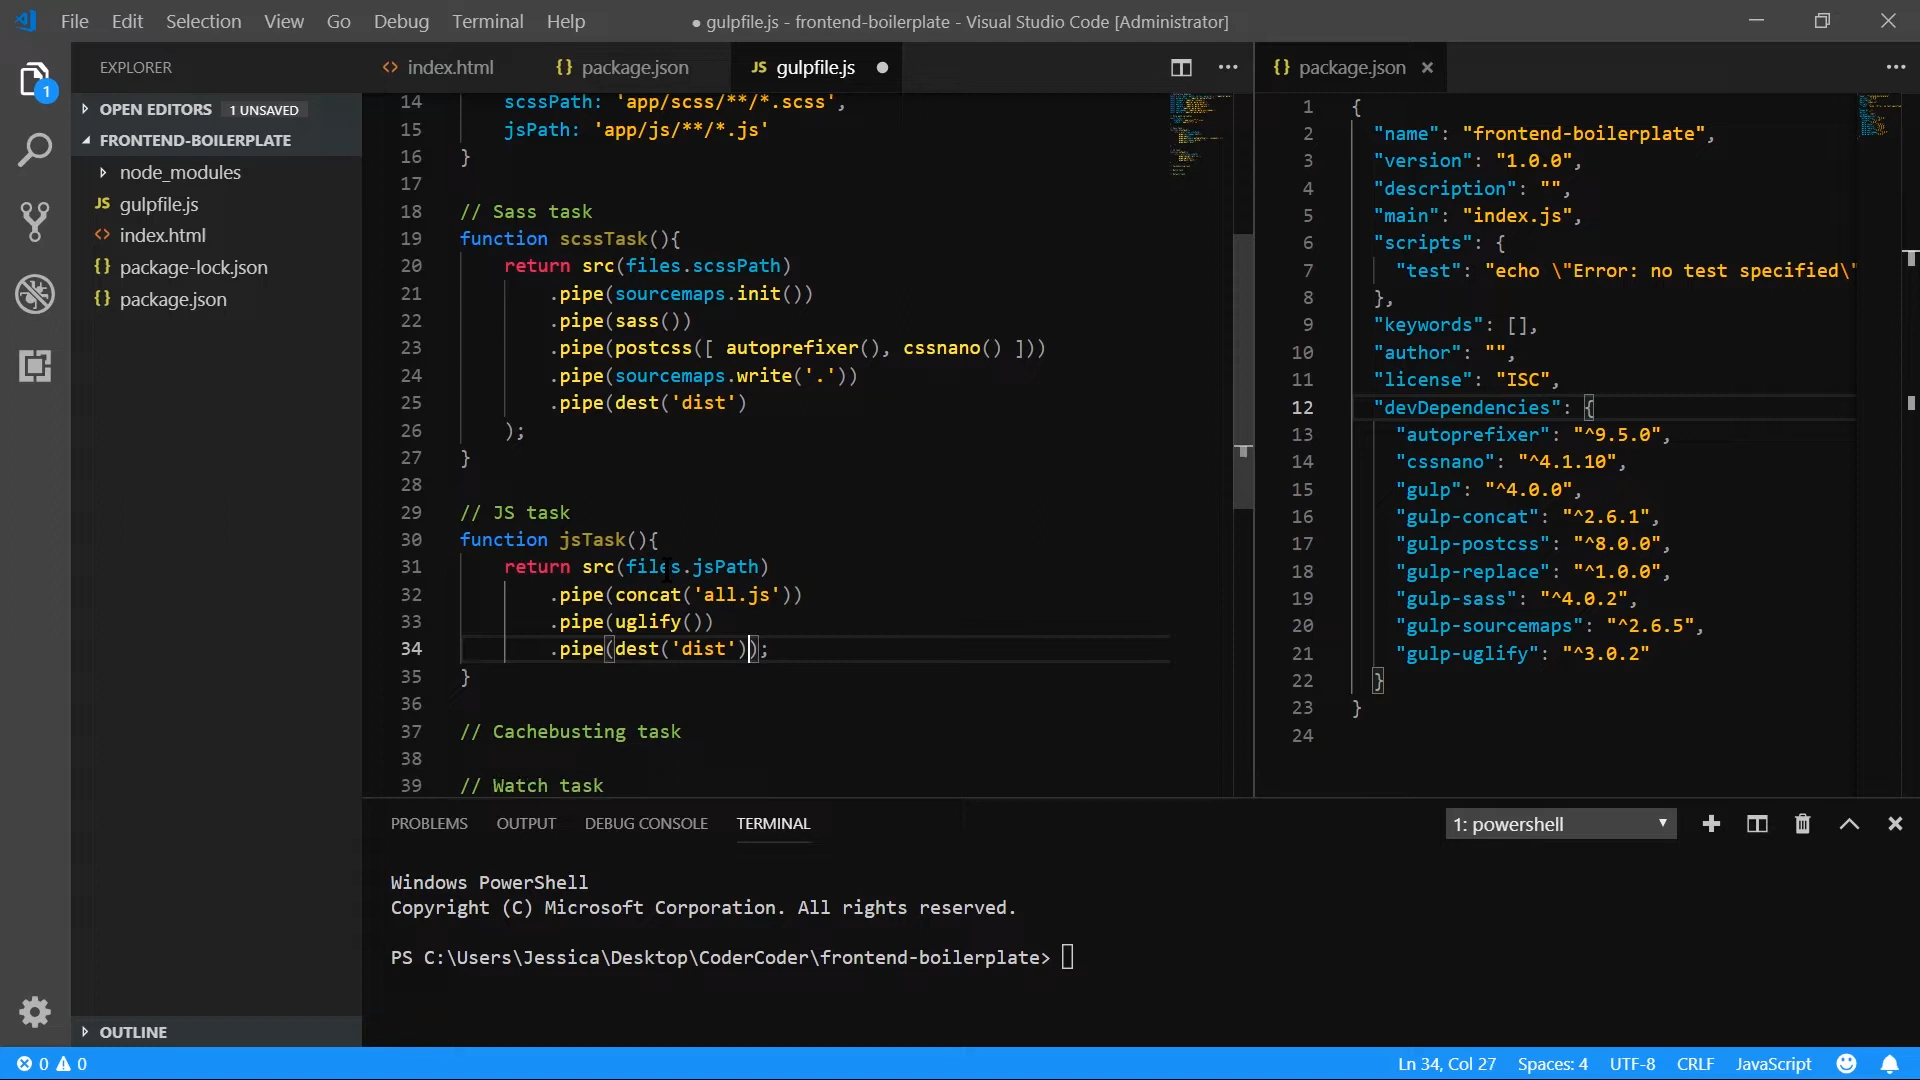 File Edit Selection View Go Debug Terminal Help
● gulpfile.js - frontend-boilerplate - Visual Studio Code [Administrator]
1
EXPLORER
OPEN EDITORS 1 UNSAVED
FRONTEND-BOILERPLATE
node_modules
JS gulpfile.js
<> index.html
{} package-lock.json
{} package.json
OUTLINE
<> index.html {} package.json JS gulpfile.js ●
14 scssPath: 'app/scss/**/*.scss',
15 jsPath: 'app/js/**/*.js'
16 }
17
18 // Sass task
19 function scssTask(){
20 return src(files.scssPath)
21 .pipe(sourcemaps.init())
22 .pipe(sass())
23 .pipe(postcss([ autoprefixer(), cssnano() ]))
24 .pipe(sourcemaps.write('.'))
25 .pipe(dest('dist')
26 );
27 }
28
29 // JS task
30 function jsTask(){
31 return src(files.jsPath)
32 .pipe(concat('all.js'))
33 .pipe(uglify())
34 .pipe(dest('dist'));
35 }
36
37 // Cachebusting task
38
39 // Watch task
{} package.json ×
1 {
2 "name": "frontend-boilerplate",
3 "version": "1.0.0",
4 "description": "",
5 "main": "index.js",
6 "scripts": {
7 "test": "echo \"Error: no test specified\"
8 },
9 "keywords": [],
10 "author": "",
11 "license": "ISC",
12 "devDependencies": {
13 "autoprefixer": "^9.5.0",
14 "cssnano": "^4.1.10",
15 "gulp": "^4.0.0",
16 "gulp-concat": "^2.6.1",
17 "gulp-postcss": "^8.0.0",
18 "gulp-replace": "^1.0.0",
19 "gulp-sass": "^4.0.2",
20 "gulp-sourcemaps": "^2.6.5",
21 "gulp-uglify": "^3.0.2"
22 }
23 }
24
PROBLEMS OUTPUT DEBUG CONSOLE TERMINAL
1: powershell
Windows PowerShell
Copyright (C) Microsoft Corporation. All rights reserved.
PS C:\Users\Jessica\Desktop\CoderCoder\frontend-boilerplate>
0 0
Ln 34, Col 27 Spaces: 4 UTF-8 CRLF JavaScript